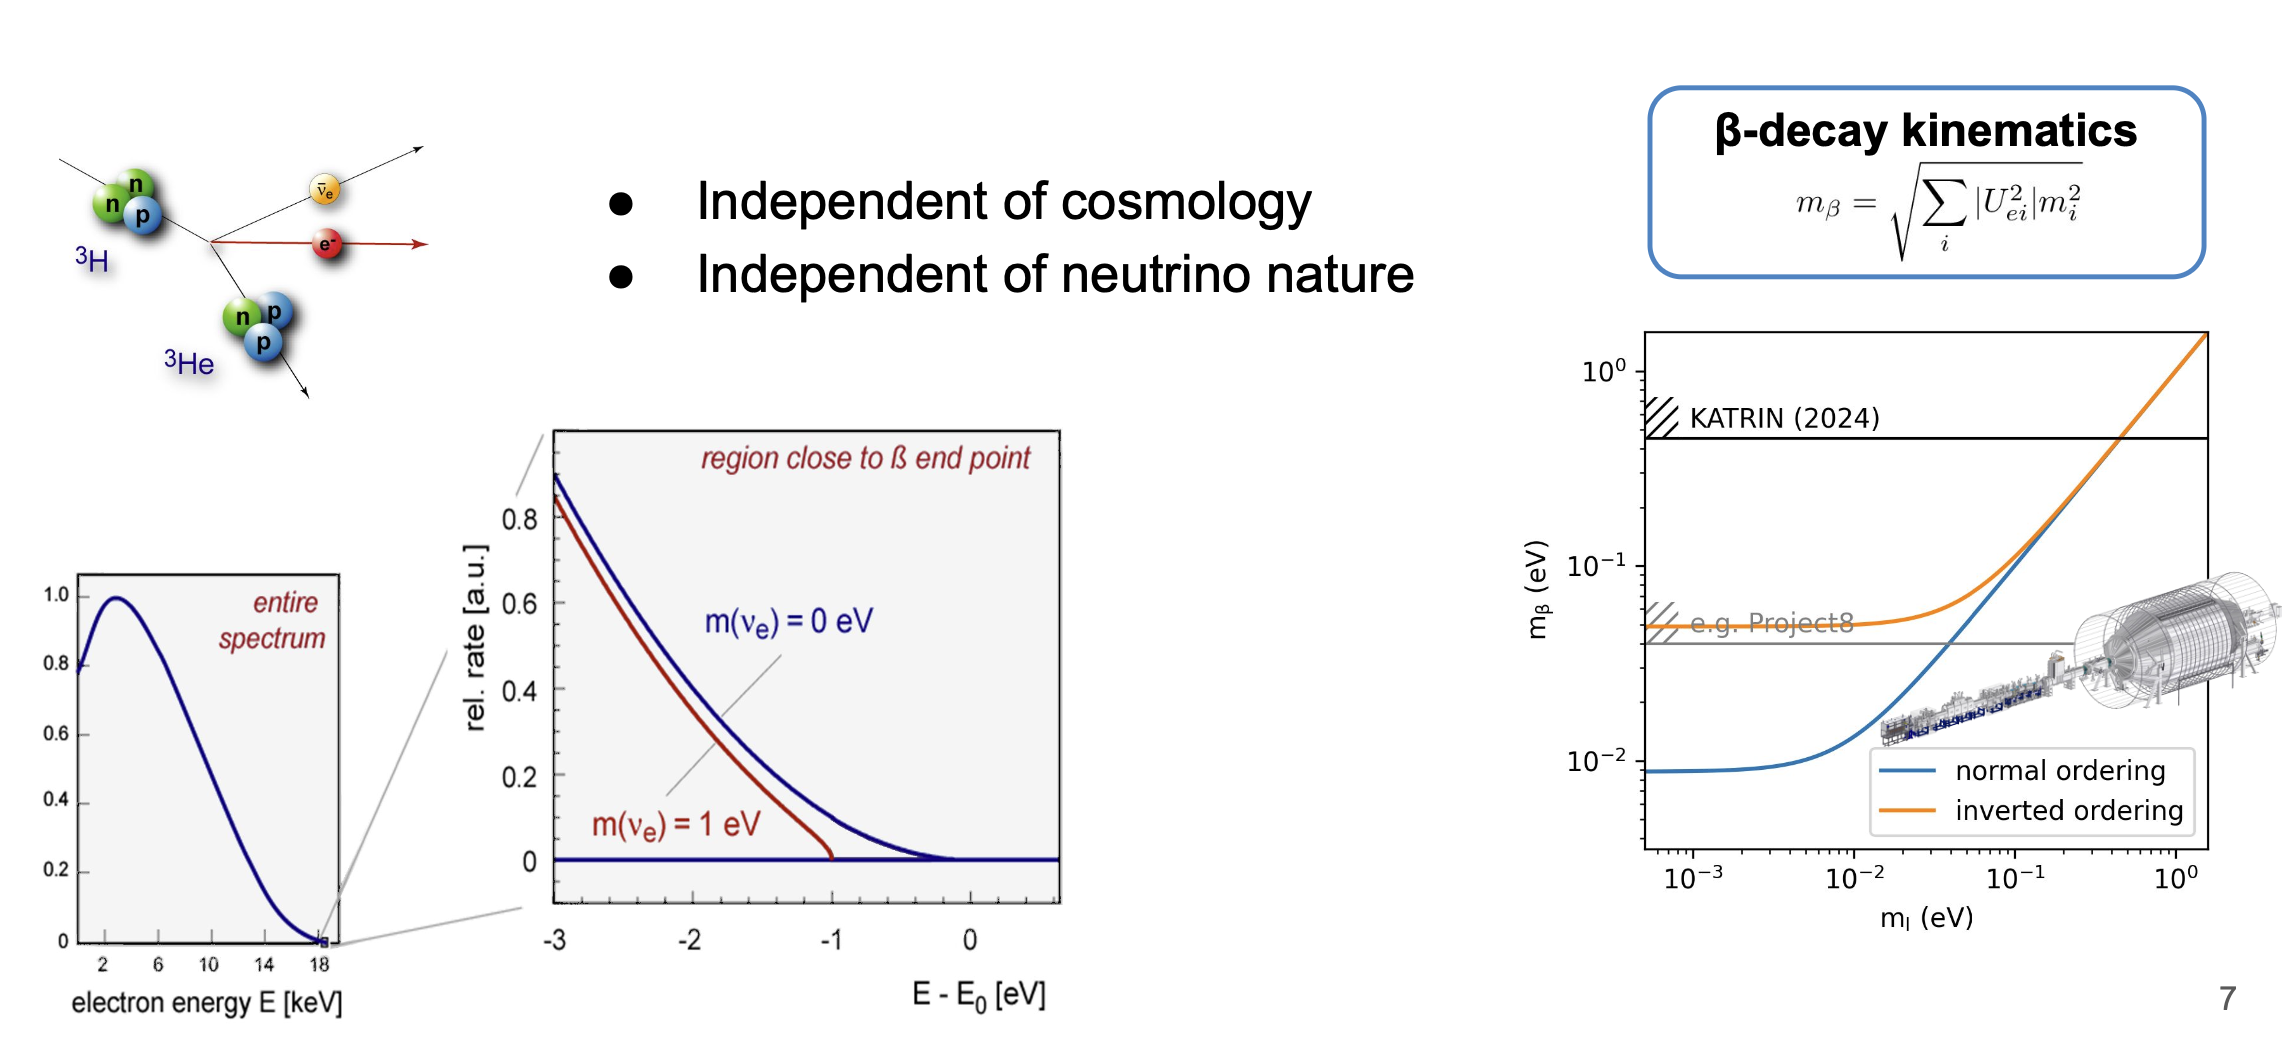 n
n
p
ν̄e
e-
³H
n
p
p
³He
● Independent of cosmology
● Independent of neutrino nature
β-decay kinematics
mβ = √∑i |U²ei|m²i
entire
spectrum
1.0
0.8
0.6
0.4
0.2
0
2 6 10 14 18
electron energy E [keV]
region close to ß end point
rel. rate [a.u.]
0.8
0.6
0.4
0.2
0
m(νe) = 0 eV
m(νe) = 1 eV
-3 -2 -1 0
E - E0 [eV]
10⁰
10⁻¹
10⁻²
mβ (eV)
KATRIN (2024)
e.g. Project8
normal ordering
inverted ordering
10⁻³ 10⁻² 10⁻¹ 10⁰
ml (eV)
7